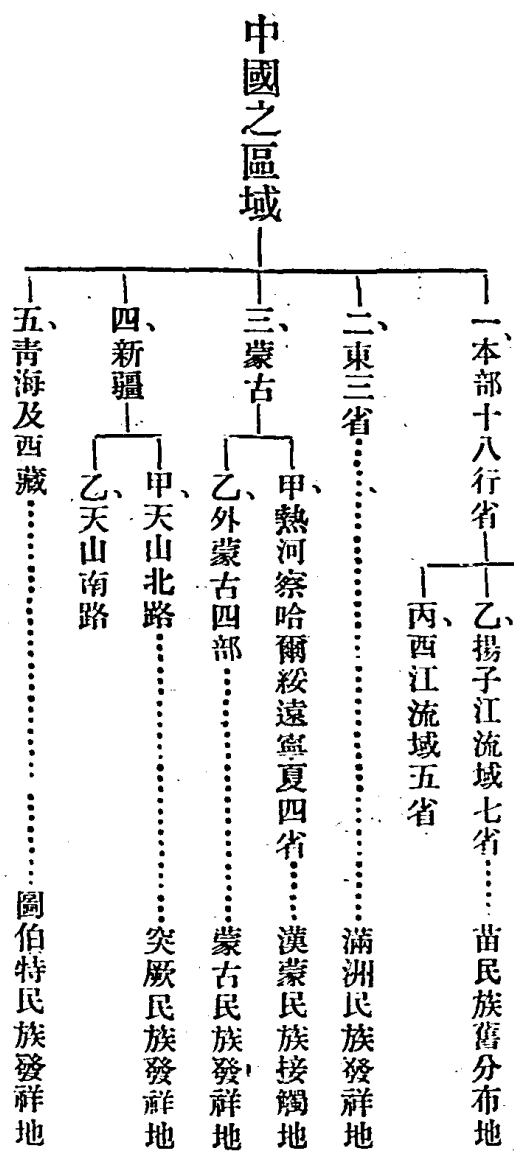 中國之區域
一、本部十八行省
乙、揚子江流域七省……苗民族舊分布地
丙、西江流域五省
二、東三省……滿洲民族發祥地
三、蒙古
甲、熱河察哈爾綏遠寧夏四省……漢蒙民族接觸地
乙、外蒙古四部……蒙古民族發祥地
四、新疆
甲、天山北路……突厥民族發祥地
乙、天山南路
五、青海及西藏……圖伯特民族發祥地